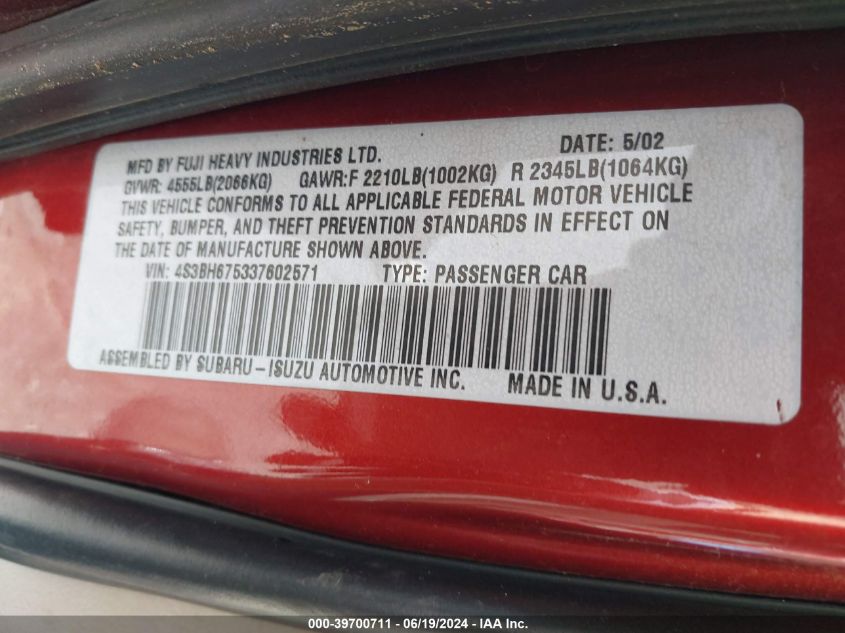 MFD BY FUJI HEAVY INDUSTRIES LTD. DATE: 5/02
GVWR: 4555LB(2066KG) GAWR:F 2210LB(1002KG) R 2345LB(1064KG)
THIS VEHICLE CONFORMS TO ALL APPLICABLE FEDERAL MOTOR VEHICLE
SAFETY, BUMPER, AND THEFT PREVENTION STANDARDS IN EFFECT ON
THE DATE OF MANUFACTURE SHOWN ABOVE.
VIN: 4S3BH675337602571 TYPE: PASSENGER CAR
ASSEMBLED BY SUBARU-ISUZU AUTOMOTIVE INC. MADE IN U.S.A.
000-39700711 - 06/19/2024 - IAA Inc.